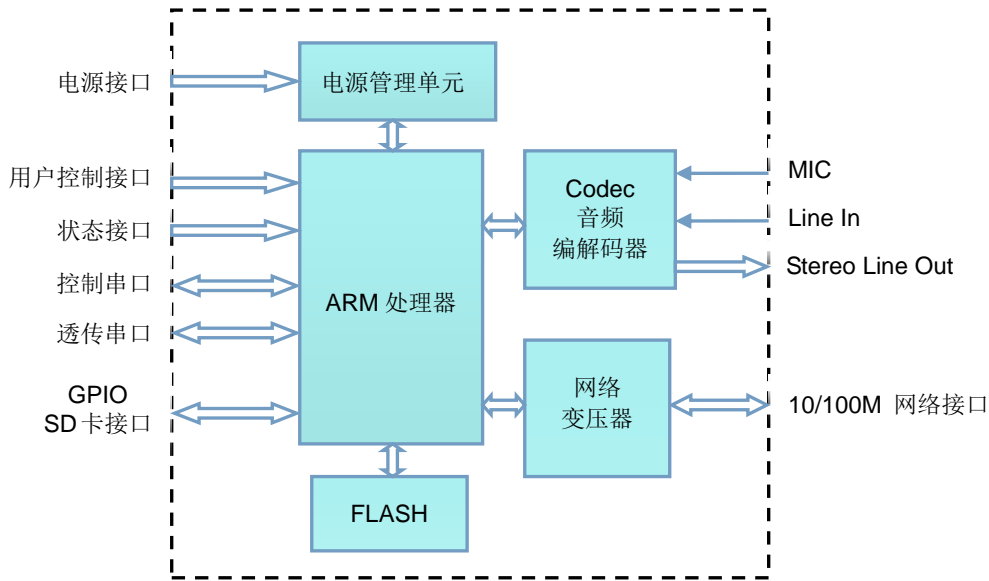 电源接口
电源管理单元
用户控制接口
状态接口
控制串口
透传串口
GPIO
SD卡接口
ARM 处理器
Codec
音频
编解码器
MIC
Line In
Stereo Line Out
网络
变压器
10/100M 网络接口
FLASH